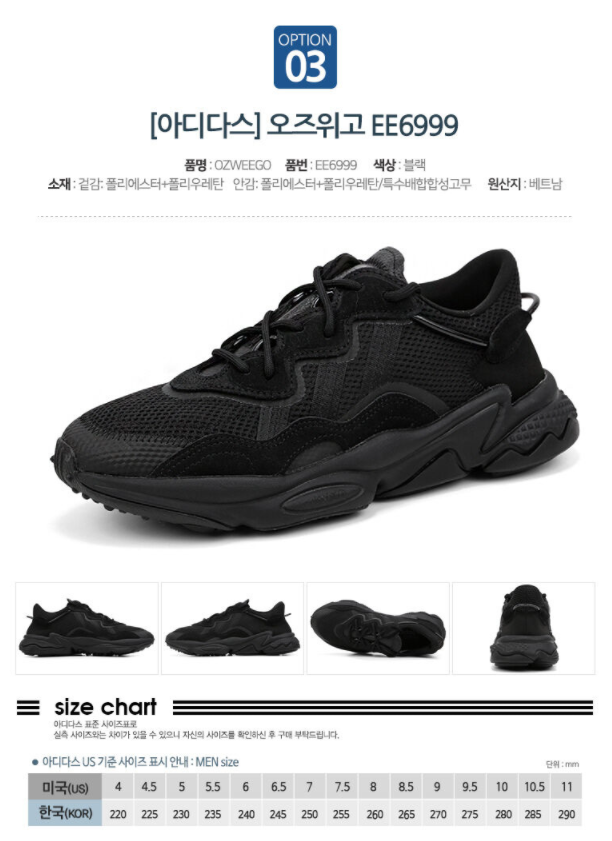 OPTION
03
[아디다스] 오즈위고 EE6999
품명 : OZWEEGO 품번 : EE6999 색상 : 블랙
소재 : 겉감: 폴리에스터+폴리우레탄 안감: 폴리에스터+폴리우레탄/특수배합합성고무 원산지 : 베트남
size chart
아디다스 표준 사이즈표로
실측 사이즈와는 차이가 있을 수 있으니 자신의 사이즈를 확인하신 후 구매 부탁드립니다.
● 아디다스 US 기준 사이즈 표시 안내 : MEN size 단위 : mm
미국(US) 4 4.5 5 5.5 6 6.5 7 7.5 8 8.5 9 9.5 10 10.5 11
한국(KOR) 220 225 230 235 240 245 250 255 260 265 270 275 280 285 290